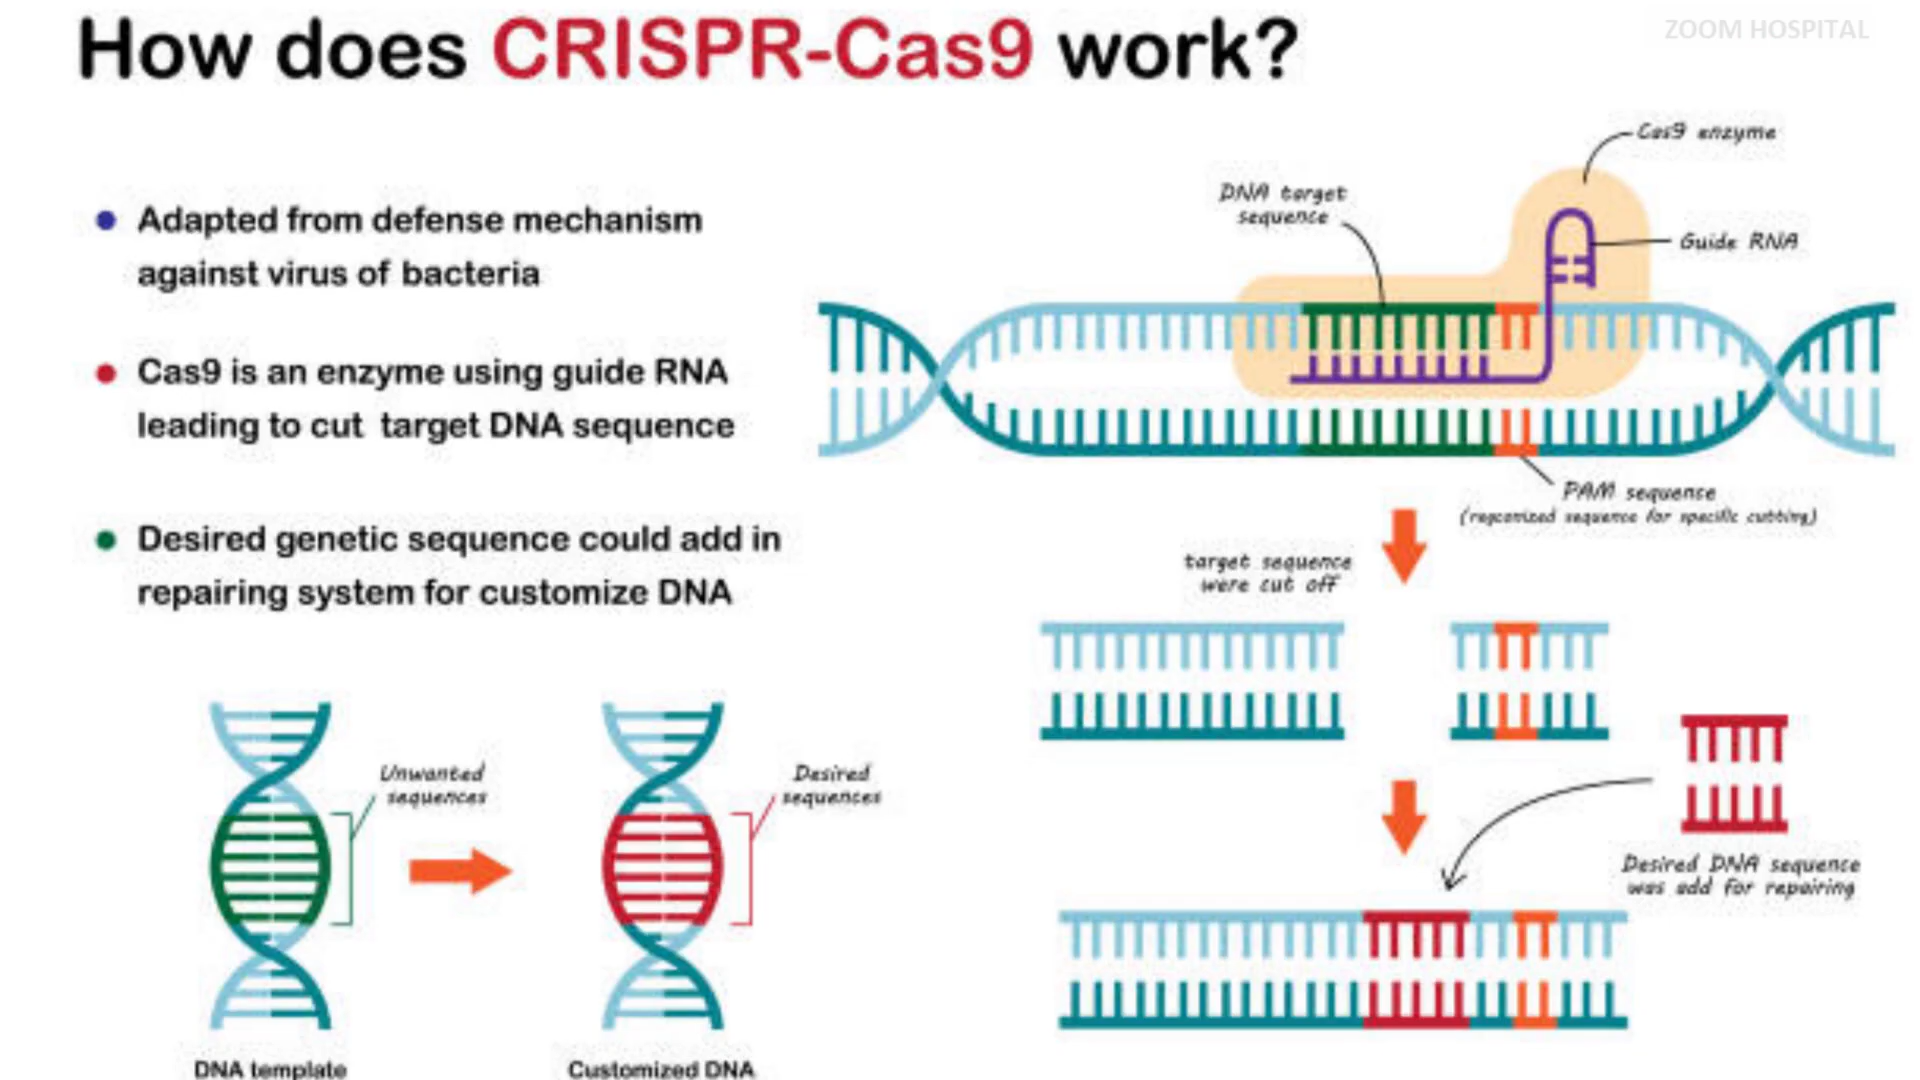 How does CRISPR-Cas9 work?
ZOOM HOSPITAL
Adapted from defense mechanism
against virus of bacteria
Cas9 is an enzyme using guide RNA
leading to cut target DNA sequence
Desired genetic sequence could add in
repairing system for customize DNA
Unwanted
sequences
Desired
sequences
DNA template
Customized DNA
Cas9 enzyme
DNA target
sequence
Guide RNA
PAM sequence
(regconized sequence for specific cutting)
target sequence
were cut off
Desired DNA sequence
was add for repairing